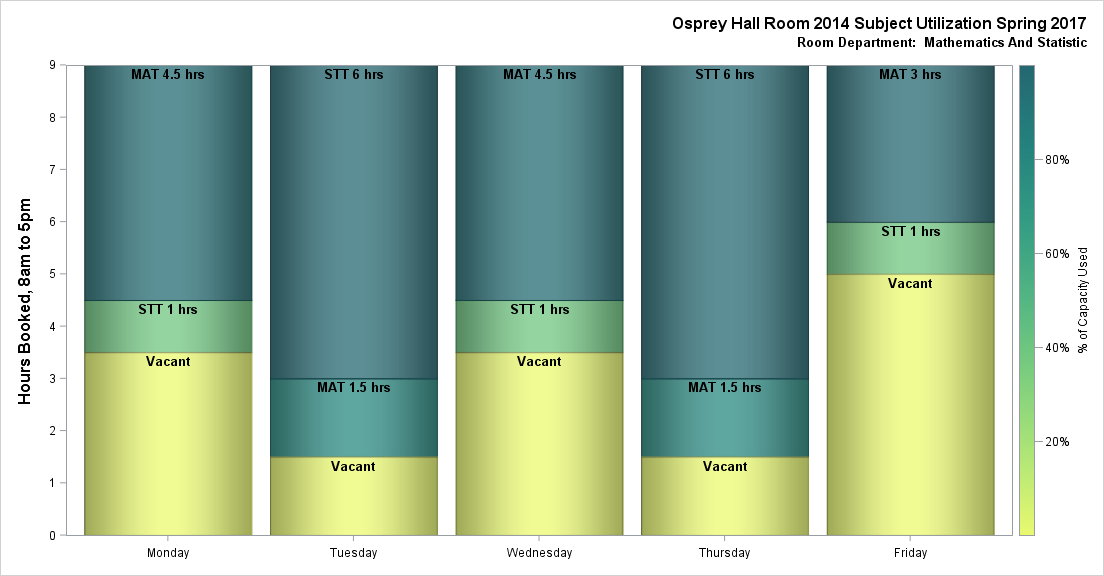 Osprey Hall Room 2014 Subject Utilization Spring 2017
Room Department:  Mathematics And Statistic
Hours Booked, 8am to 5pm
9
8
7
6
5
4
3
2
1
0
MAT 4.5 hrs
STT 1 hrs
Vacant
STT 6 hrs
MAT 1.5 hrs
Vacant
MAT 4.5 hrs
STT 1 hrs
Vacant
STT 6 hrs
MAT 1.5 hrs
Vacant
MAT 3 hrs
STT 1 hrs
Vacant
Monday
Tuesday
Wednesday
Thursday
Friday
80%
60%
40%
20%
% of Capacity Used